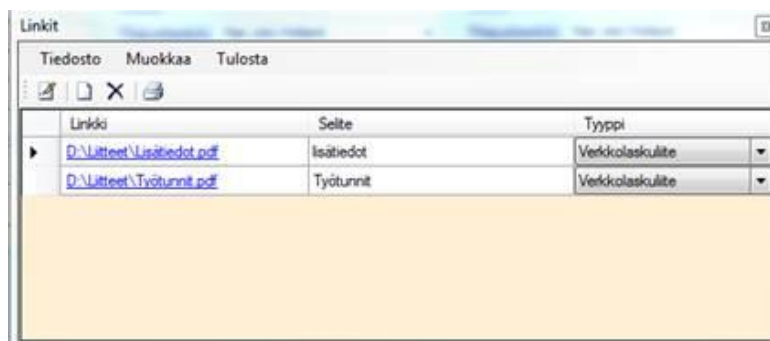 Linkit
Tiedosto Muokkaa Tulosta
Linkki Selite Tyyppi
D:\Liitteet\Lisätiedot.pdf lisätiedot Verkkolaskuliite
D:\Liitteet\Työtunnit.pdf Työtunnit Verkkolaskuliite